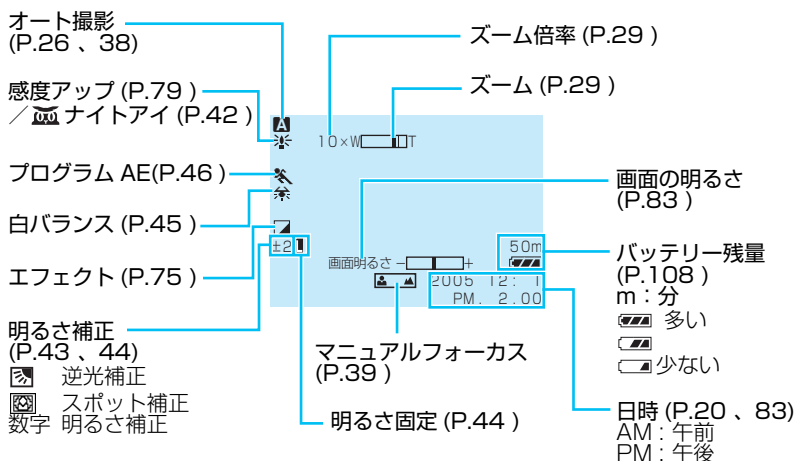 オート撮影
(P.26 、38)
感度アップ (P.79 )
／ナイトアイ (P.42 )
プログラム AE(P.46 )
白バランス (P.45 )
エフェクト (P.75 )
明るさ補正
(P.43 、44)
逆光補正
スポット補正
数字 明るさ補正
A
10×W T
±2
画面明るさ − +
50m
2005 12: 1
PM. 2.00
マニュアルフォーカス
(P.39 )
明るさ固定 (P.44 )
ズーム倍率 (P.29 )
ズーム (P.29 )
画面の明るさ
(P.83 )
バッテリー残量
(P.108 )
m：分
多い
少ない
日時 (P.20 、83)
AM : 午前
PM : 午後